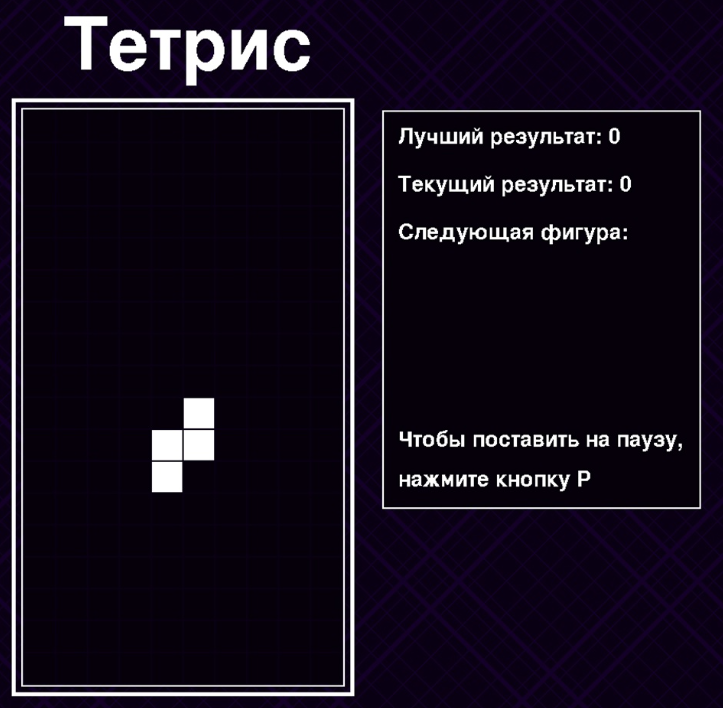 Тетрис
Лучший результат: 0
Текущий результат: 0
Следующая фигура:
Чтобы поставить на паузу,
нажмите кнопку P